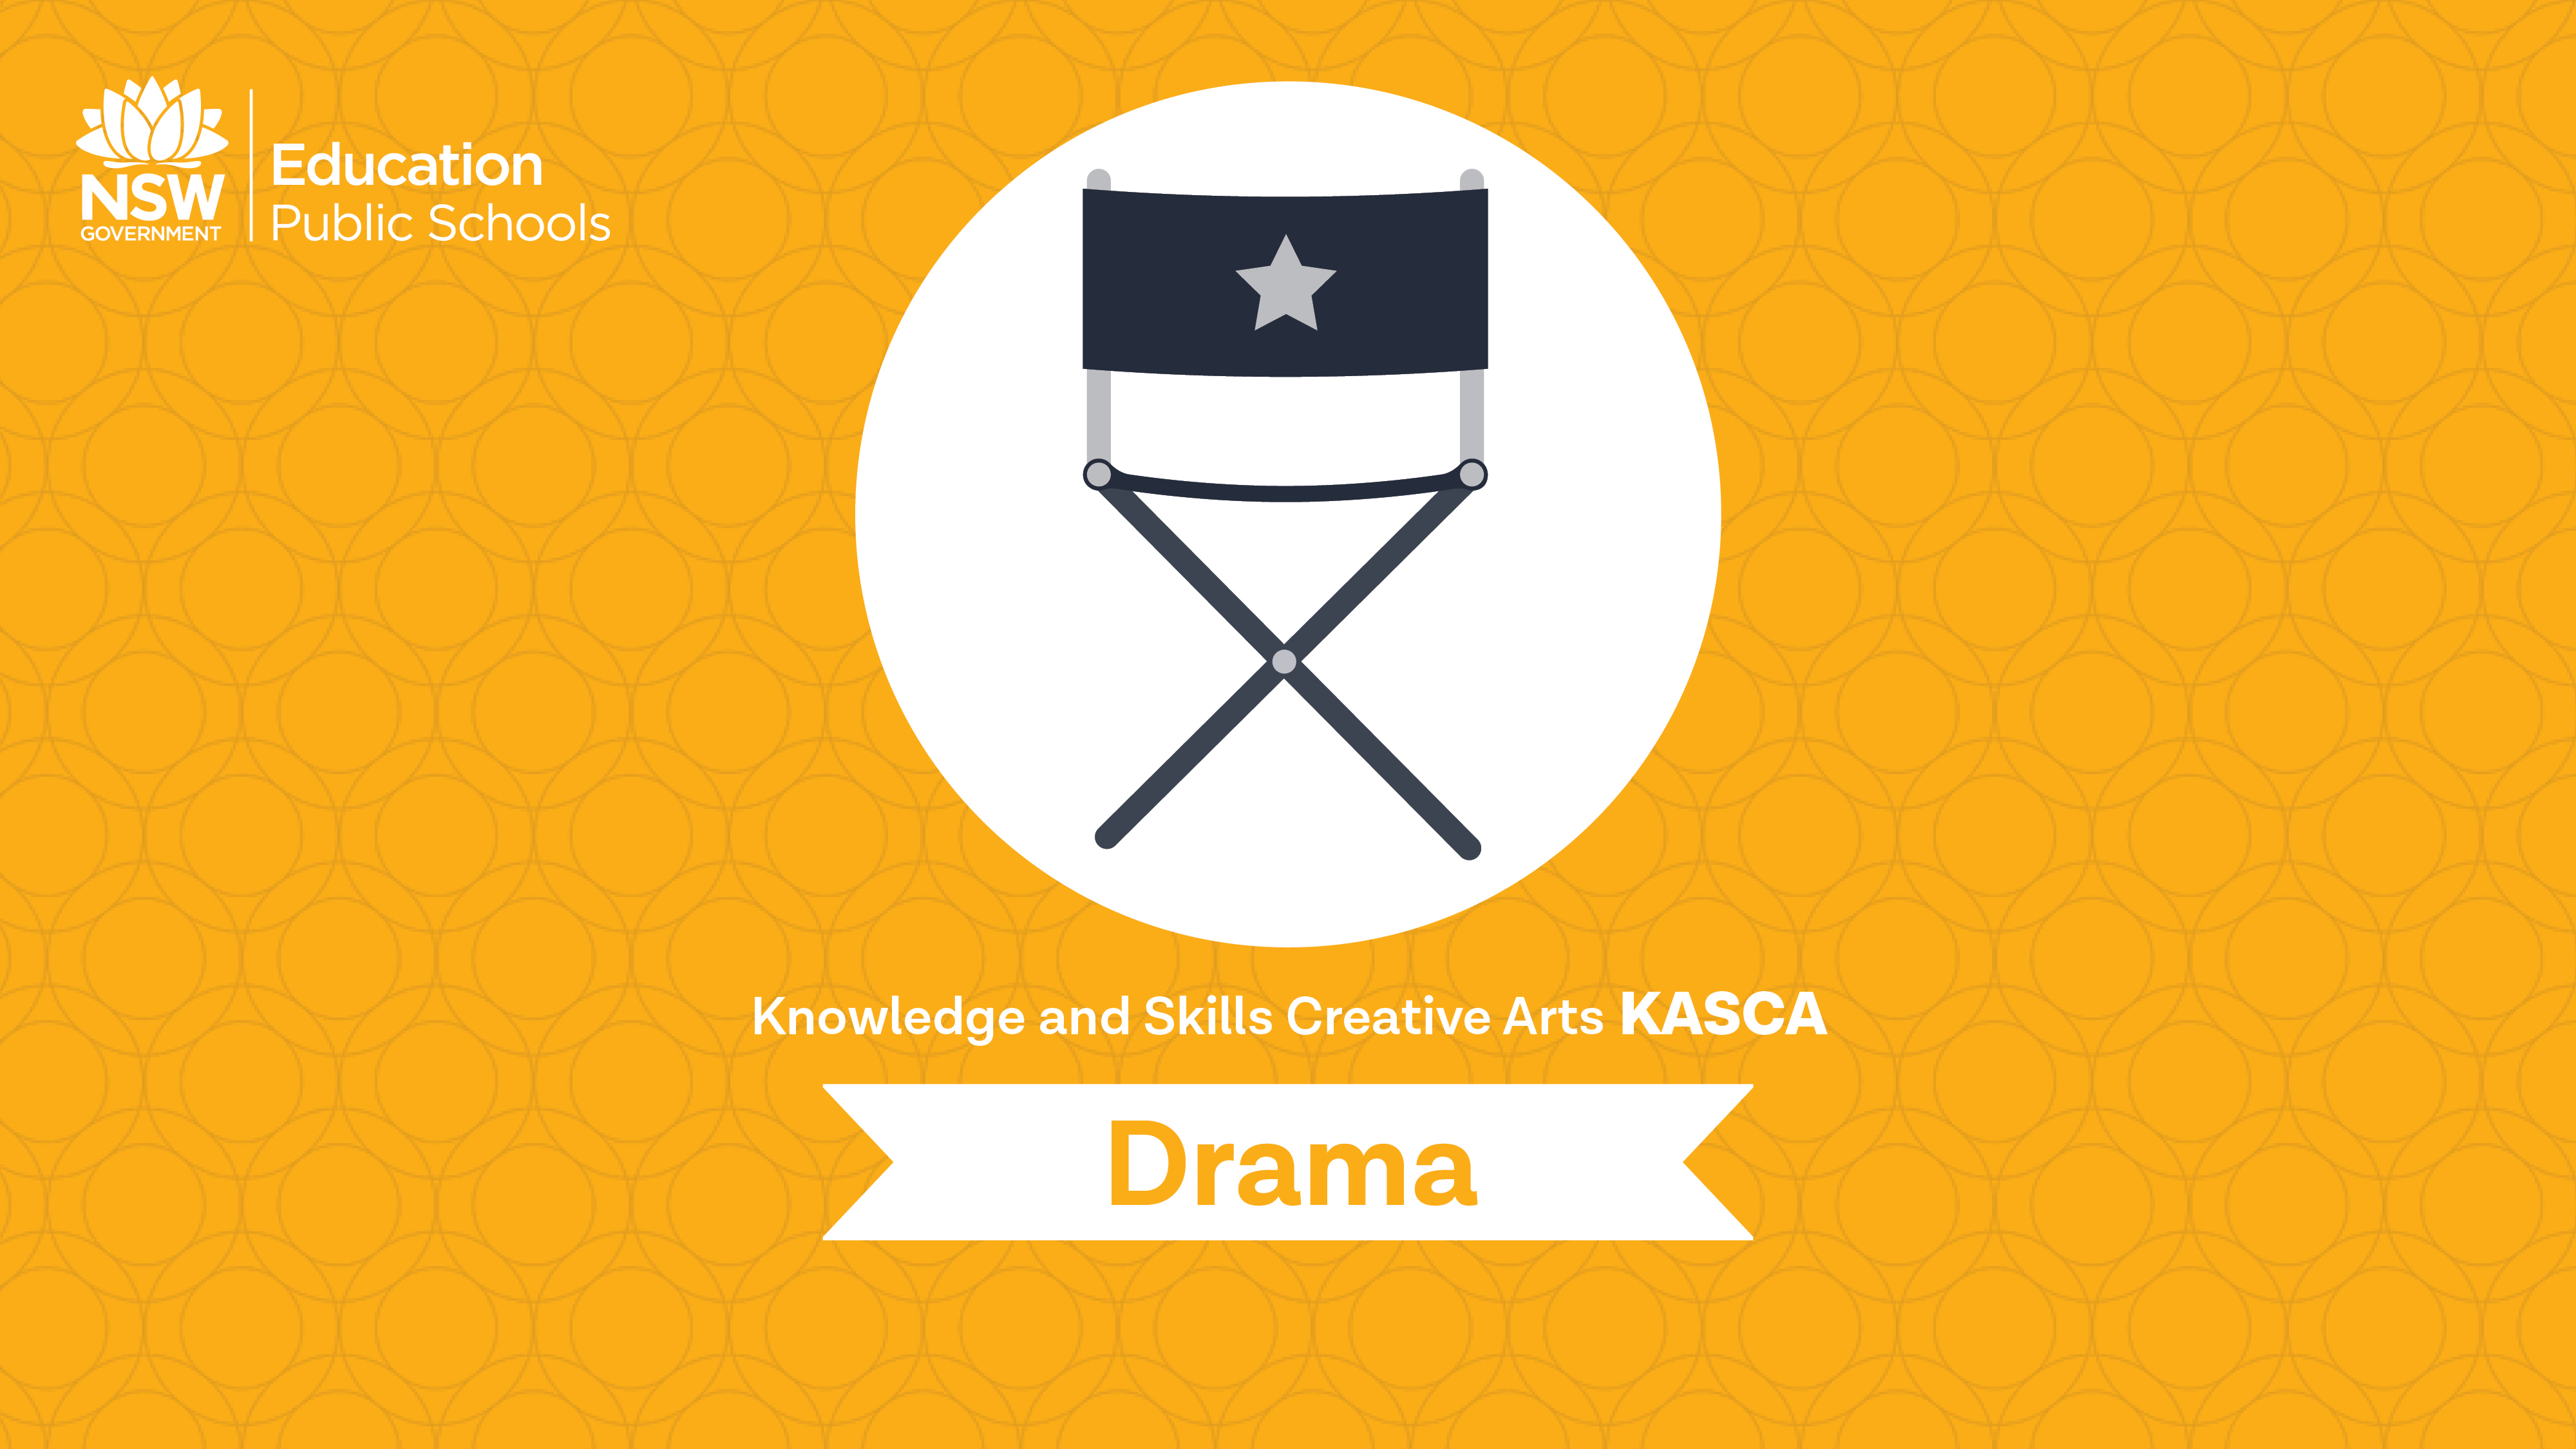 NSW
GOVERNMENT
Education
Public Schools
Knowledge and Skills Creative Arts KASCA
Drama